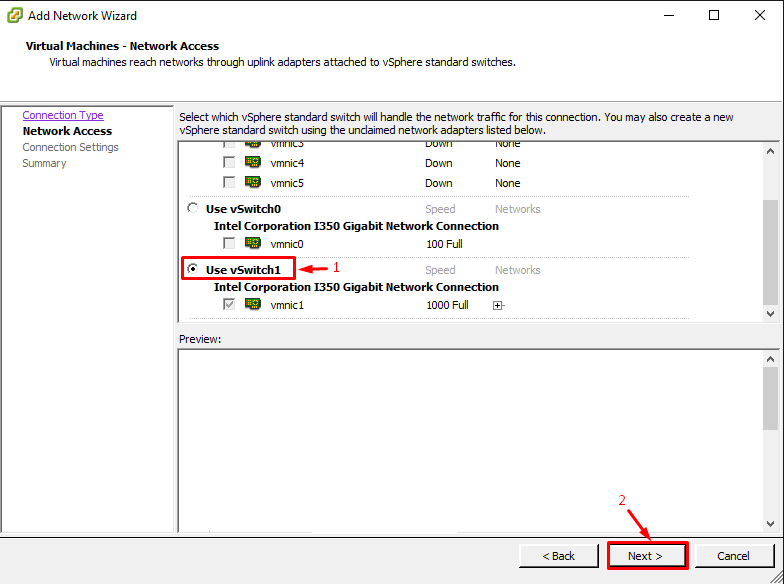 Add Network Wizard
Virtual Machines - Network Access
Virtual machines reach networks through uplink adapters attached to vSphere standard switches.
Connection Type
Network Access
Connection Settings
Summary
Select which vSphere standard switch will handle the network traffic for this connection. You may also create a new
vSphere standard switch using the unclaimed network adapters listed below.
vmnic3 Down None
vmnic4 Down None
vmnic5 Down None
Use vSwitch0 Speed Networks
Intel Corporation I350 Gigabit Network Connection
vmnic0 100 Full
Use vSwitch1 Speed Networks
1
Intel Corporation I350 Gigabit Network Connection
vmnic1 1000 Full
Preview:
2
< Back Next > Cancel